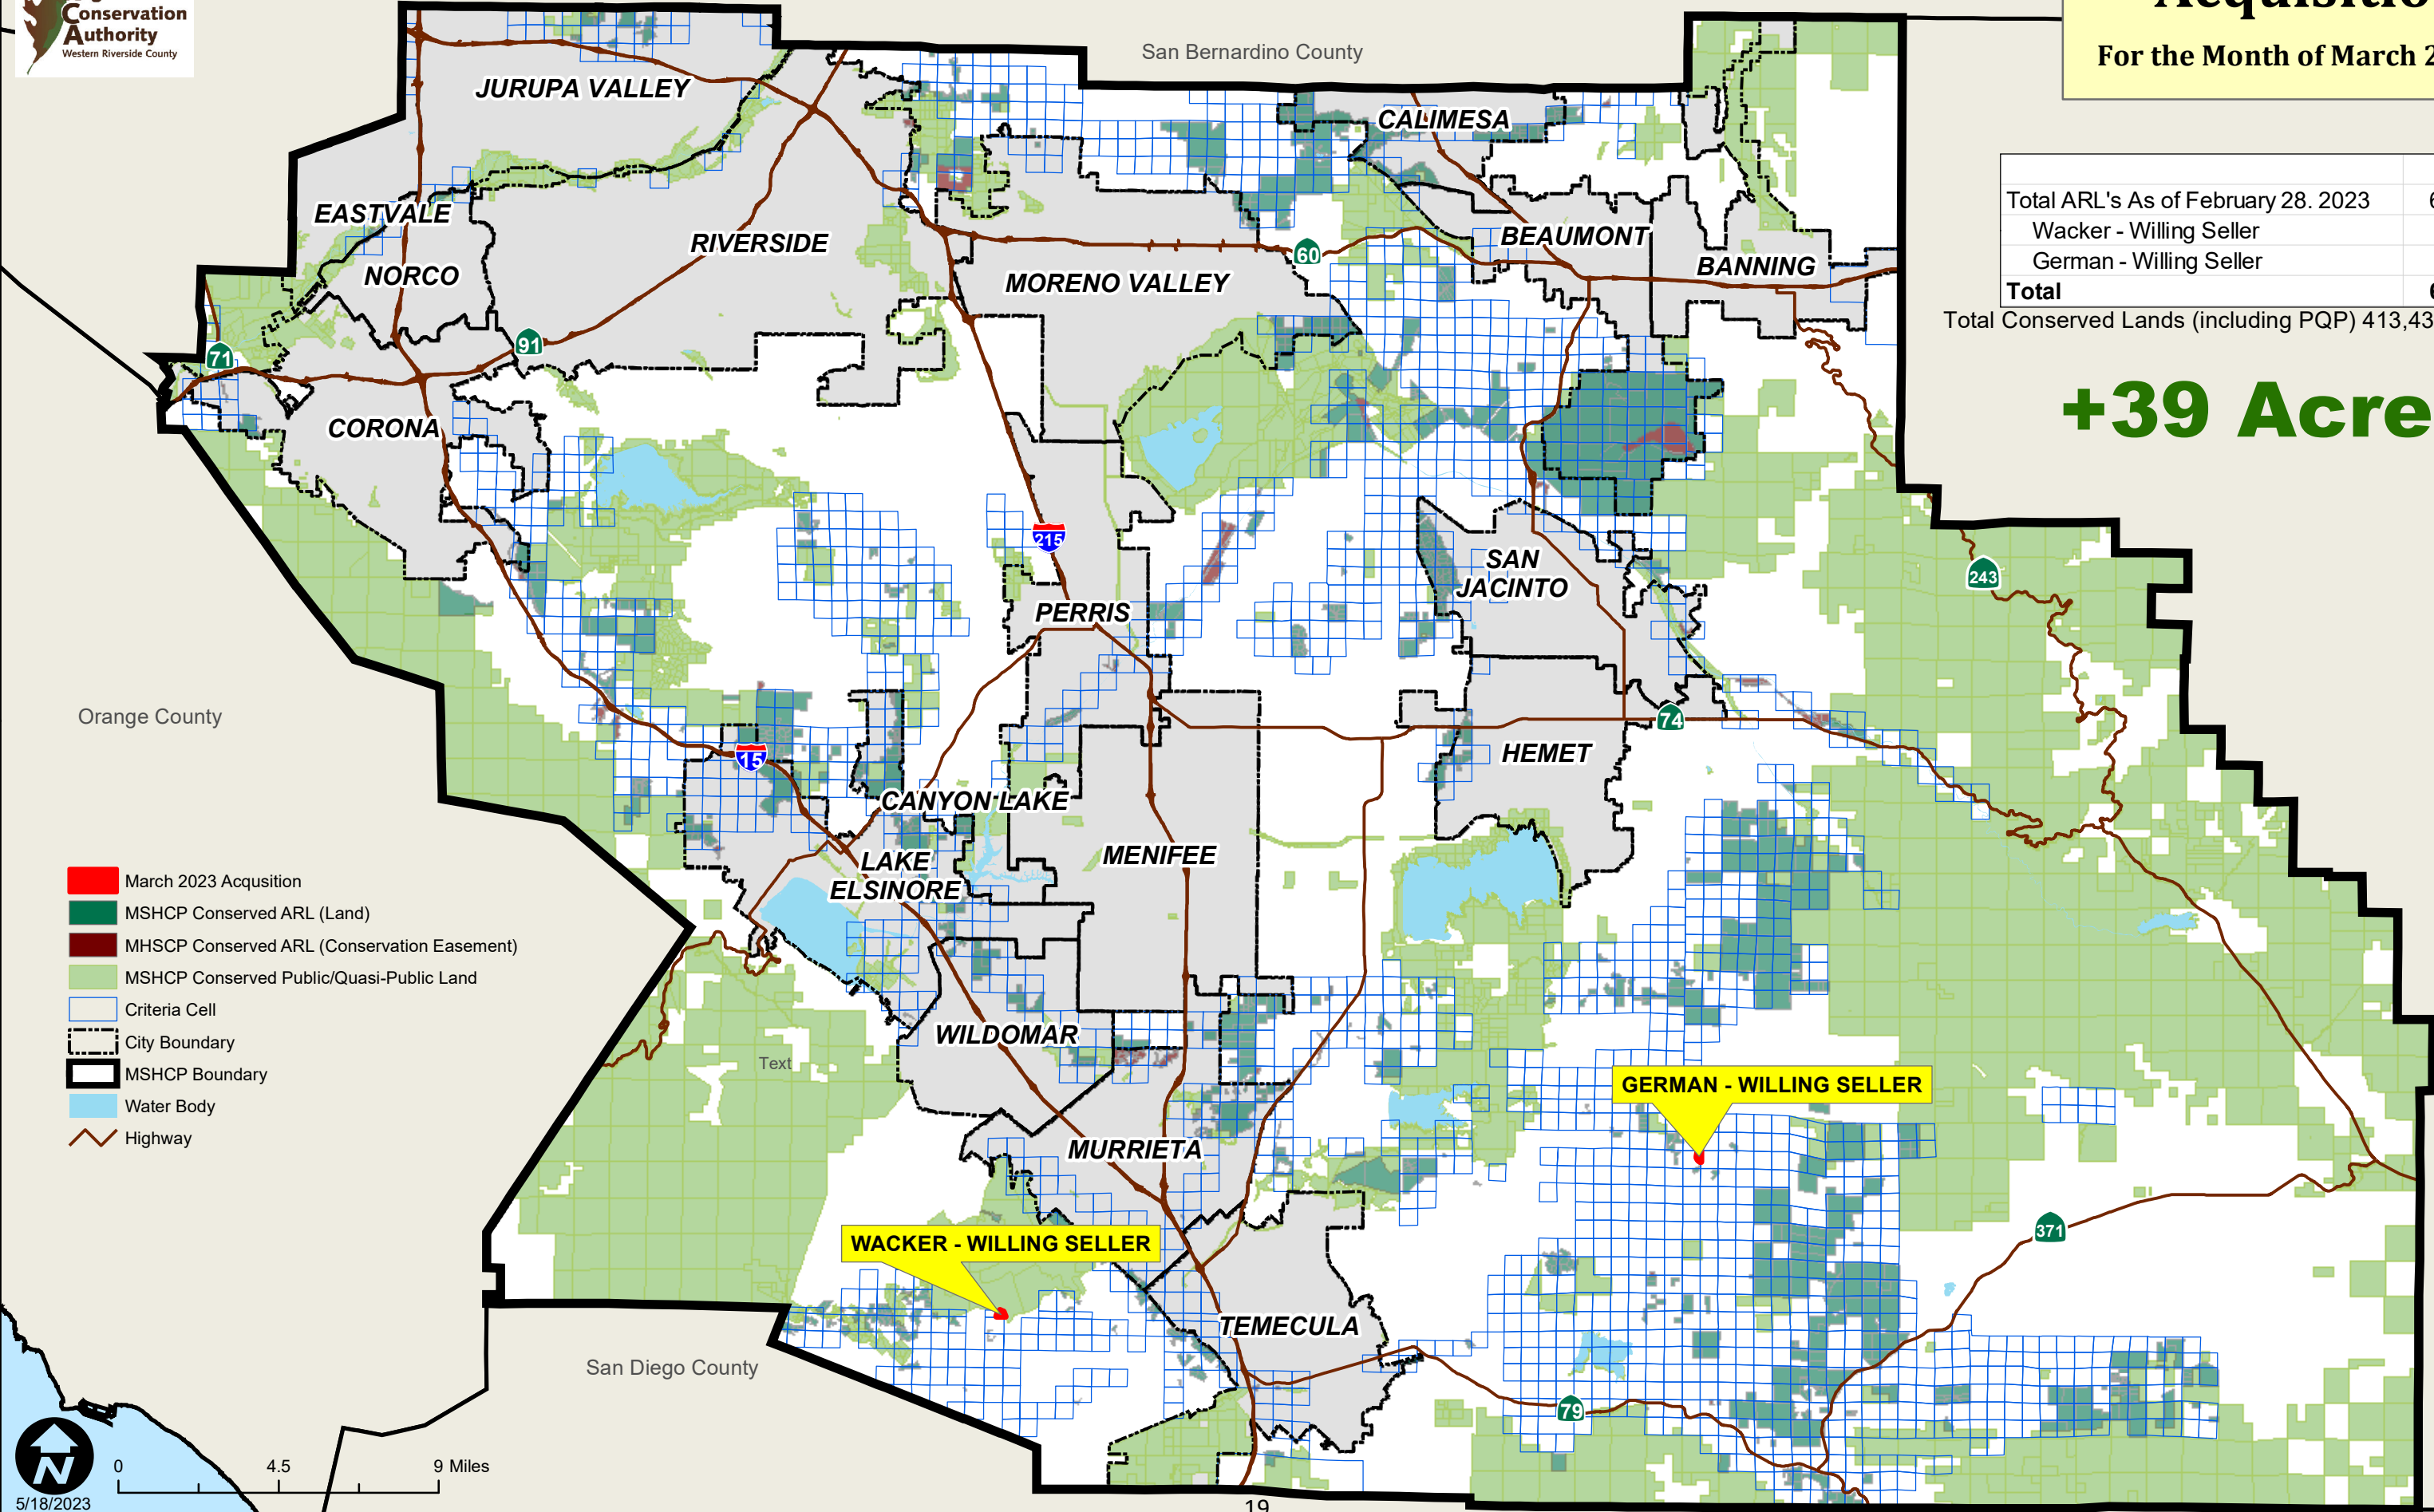 Conservation
Authority
Western Riverside County
For the Month of March 2
San Bernardino County
Total ARL's As of February 28. 2023
Wacker - Willing Seller
German - Willing Seller
Total
Total Conserved Lands (including PQP) 413,43
+39 Acre
JURUPA VALLEY
CALIMESA
EASTVALE
RIVERSIDE
NORCO
60
BEAUMONT
BANNING
MORENO VALLEY
71
91
CORONA
215
SAN
JACINTO
243
PERRIS
Orange County
74
15
HEMET
CANYON LAKE
LAKE
ELSINORE
MENIFEE
March 2023 Acqusition
MSHCP Conserved ARL (Land)
MHSCP Conserved ARL (Conservation Easement)
MSHCP Conserved Public/Quasi-Public Land
Criteria Cell
City Boundary
MSHCP Boundary
Water Body
Highway
WILDOMAR
Text
GERMAN - WILLING SELLER
MURRIETA
371
WACKER - WILLING SELLER
TEMECULA
San Diego County
79
N
0 4.5 9 Miles
5/18/2023
19